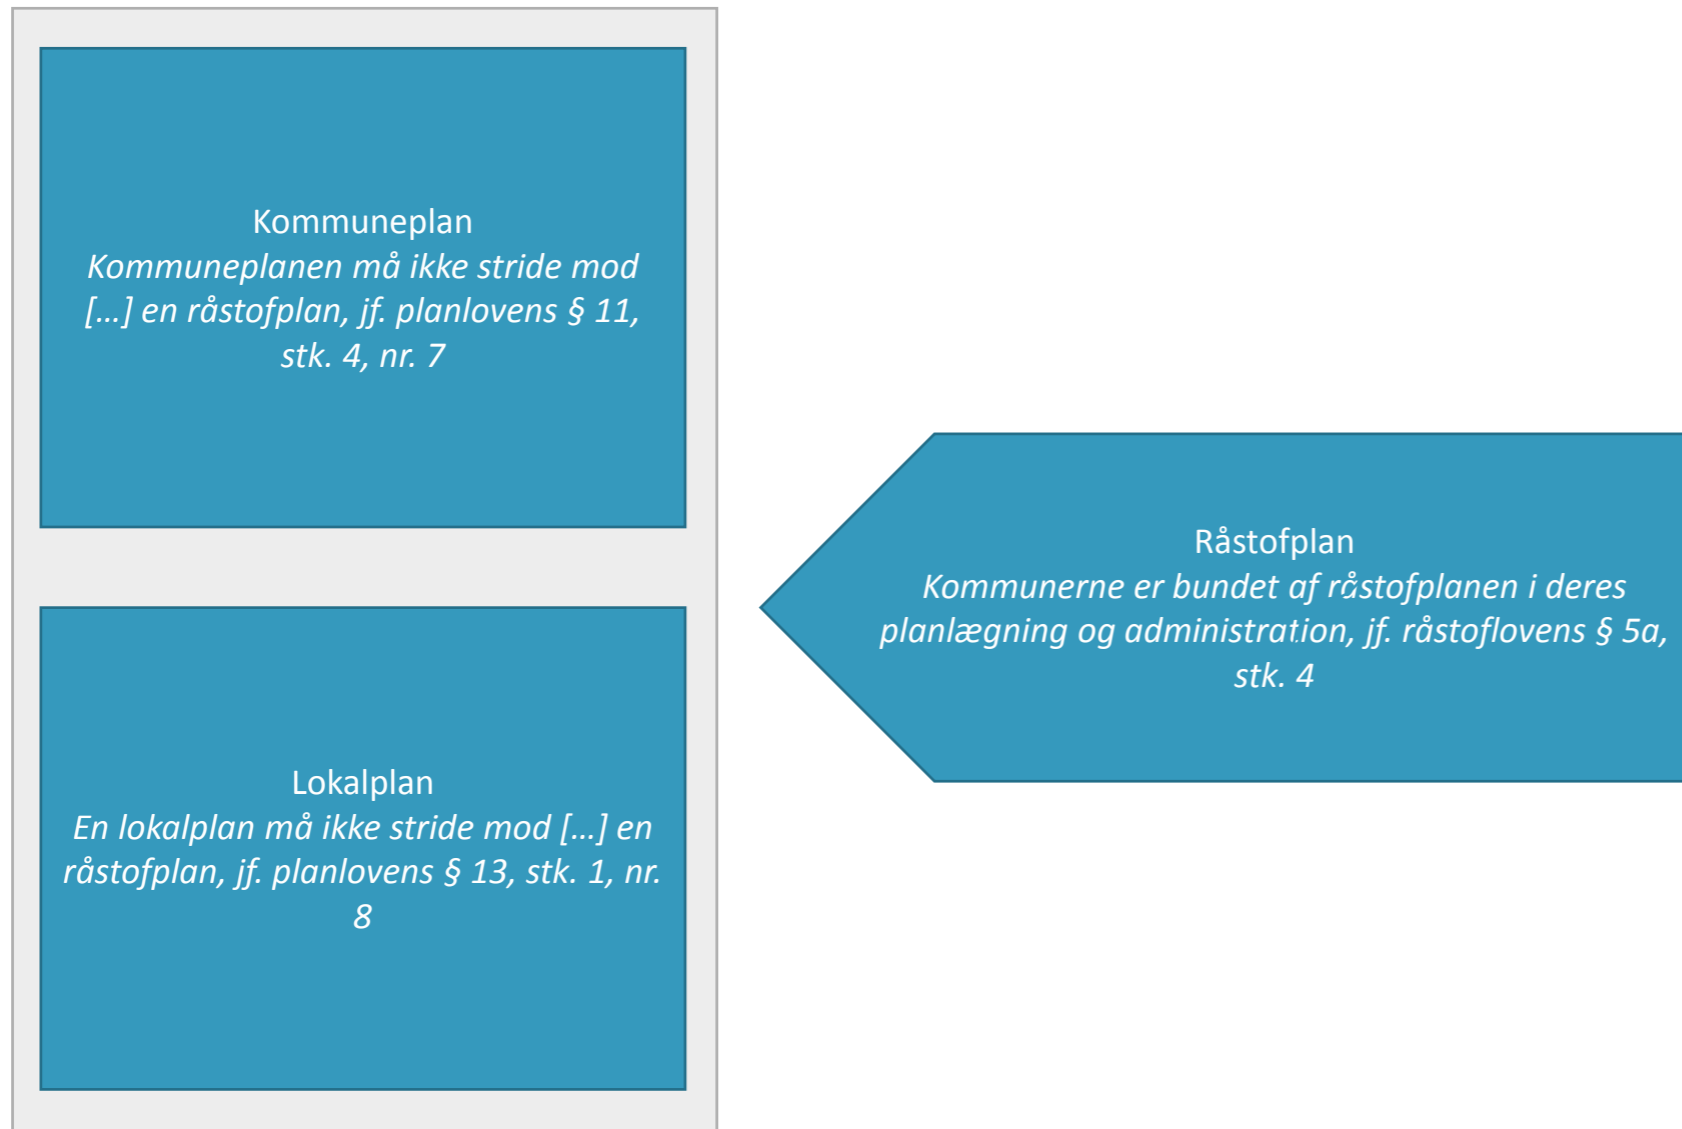 Kommuneplan
Kommuneplanen må ikke stride mod
[…] en råstofplan, jf. planlovens § 11,
stk. 4, nr. 7
Lokalplan
En lokalplan må ikke stride mod […] en
råstofplan, jf. planlovens § 13, stk. 1, nr.
8
Råstofplan
Kommunerne er bundet af råstofplanen i deres
planlægning og administration, jf. råstoflovens § 5a,
stk. 4